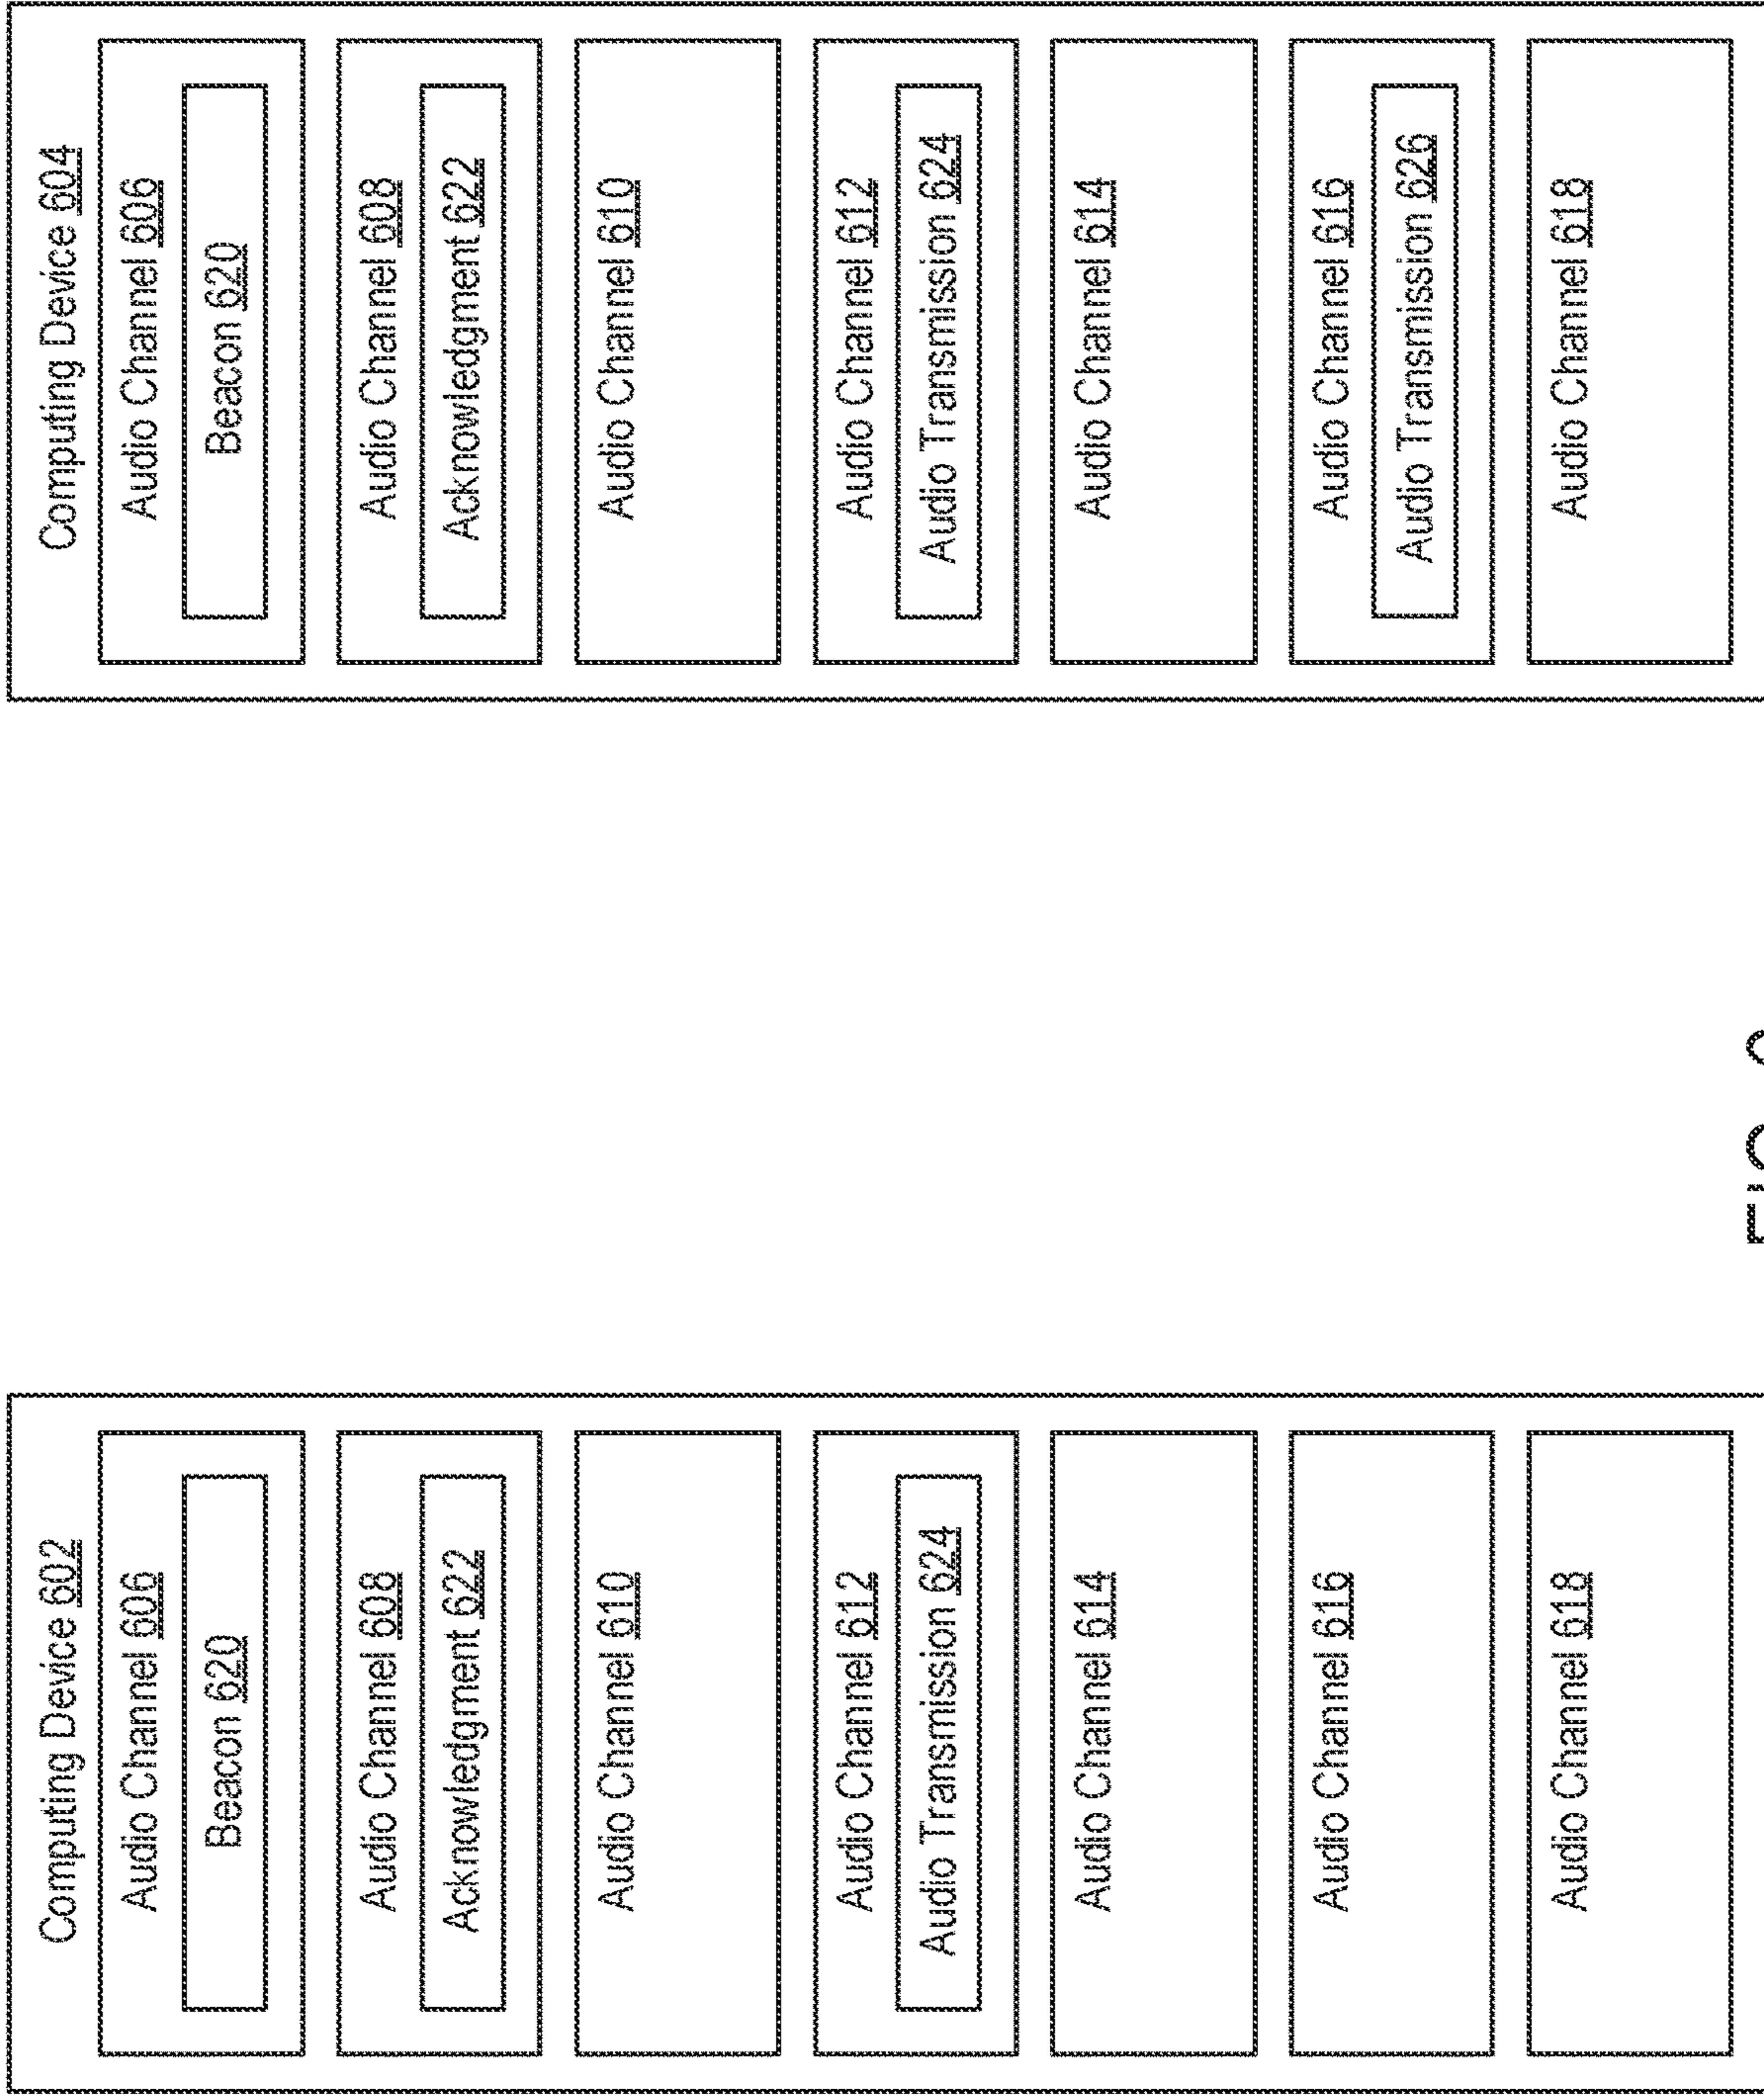 Computing Device 602
Audio Channel 606
Beacon 620
Audio Channel 608
Acknowledgment 622
Audio Channel 610
Audio Channel 612
Audio Transmission 624
Audio Channel 614
Audio Channel 616
Audio Channel 618
Computing Device 604
Audio Channel 606
Beacon 620
Audio Channel 608
Acknowledgment 622
Audio Channel 610
Audio Channel 612
Audio Transmission 624
Audio Channel 614
Audio Channel 616
Audio Transmission 626
Audio Channel 618